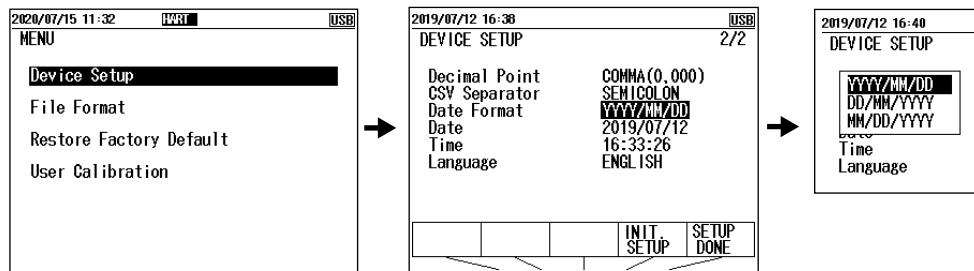 2020/07/15 11:32 HART USB
MENU
Device Setup
File Format
Restore Factory Default
User Calibration
2019/07/12 16:38 USB
DEVICE SETUP 2/2
Decimal Point COMMA(0,000)
CSV Separator SEMICOLON
Date Format YYYY/MM/DD
Date 2019/07/12
Time 16:33:26
Language ENGLISH
INIT. SETUP
SETUP DONE
2019/07/12 16:40
DEVICE SETUP
YYYY/MM/DD
DD/MM/YYYY
MM/DD/YYYY
Time
Language